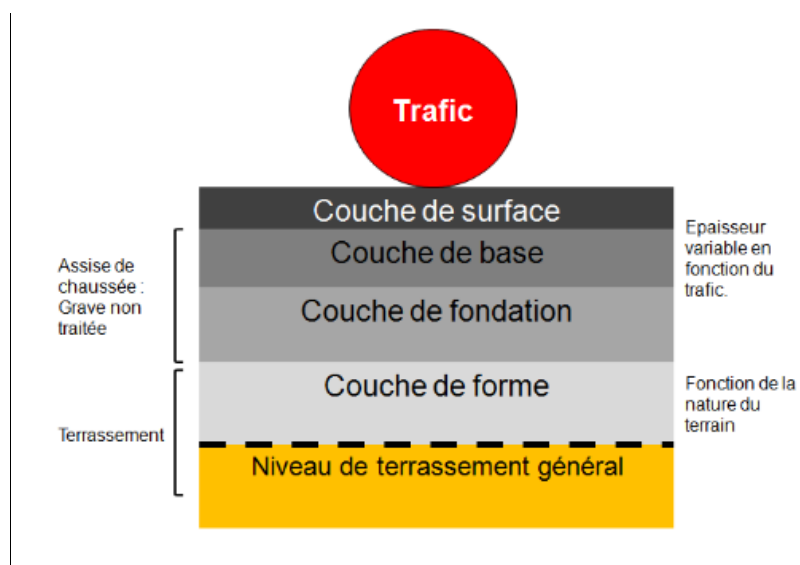 Trafic
Couche de surface
Couche de base
Couche de fondation
Couche de forme
Niveau de terrassement général
Assise de
chaussée :
Grave non
traitée
Terrassement
Epaisseur
variable en
fonction du
trafic.
Fonction de la
nature du
terrain